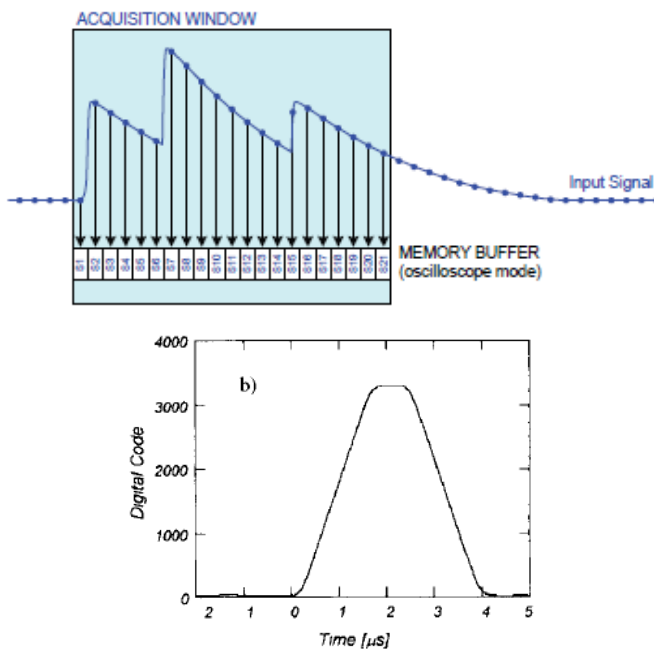 ACQUISITION WINDOW
Input Signal
S1 S2 S3 S4 S5 S6 S7 S8 S9 S10 S11 S12 S13 S14 S15 S16 S17 S18 S19 S20 S21
MEMORY BUFFER
(oscilloscope mode)
4000
b)
3000
Digital Code
2000
1000
0
2 1 0 1 2 3 4 5
Time [µs]